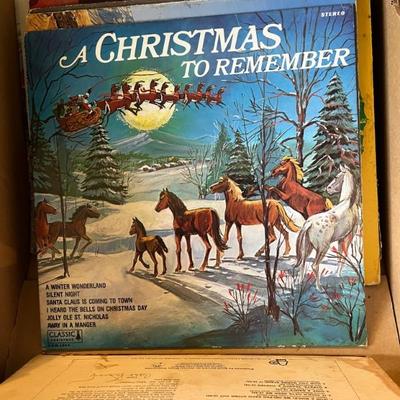 STEREO
A CHRISTMAS
TO REMEMBER
A WINTER WONDERLAND
SILENT NIGHT
SANTA CLAUS IS COMING TO TOWN
I HEARD THE BELLS ON CHRISTMAS DAY
JOLLY OLE ST. NICHOLAS
AWAY IN A MANGER
CLASSIC
CHRISTMAS